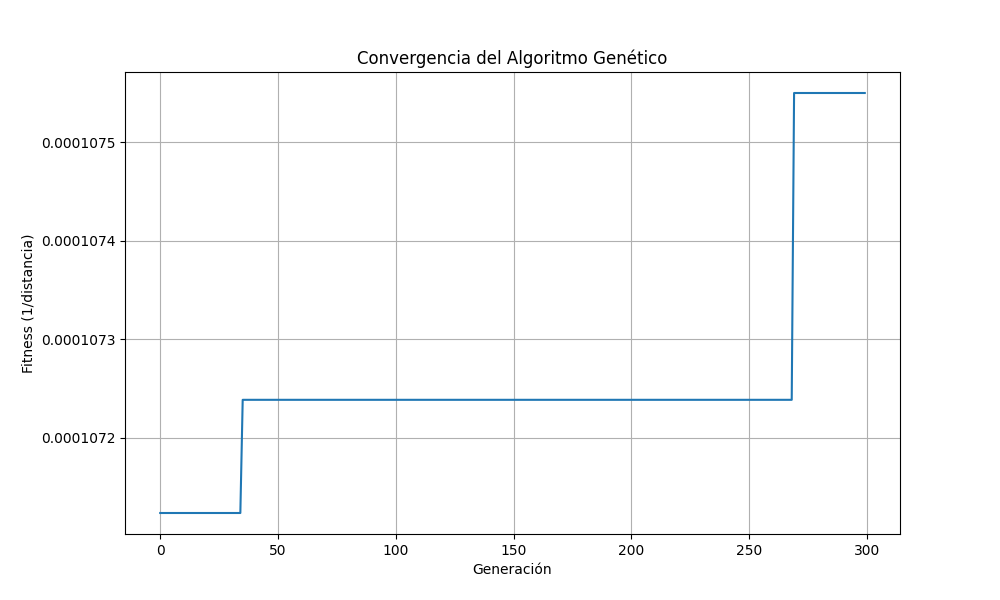 Convergencia del Algoritmo Genético
Fitness (1/distancia)
0.0001075
0.0001074
0.0001073
0.0001072
0 50 100 150 200 250 300
Generación